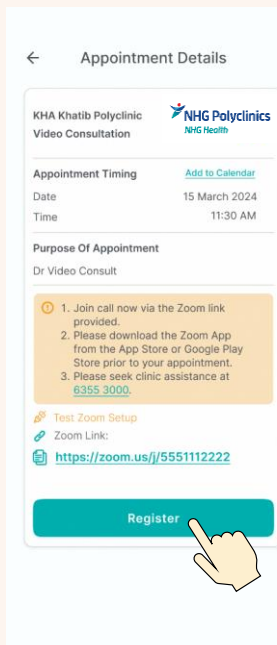 Appointment Details
KHA Khatib Polyclinic
Video Consultation
NHG Polyclinics
NHG Health
Appointment Timing Add to Calendar
Date 15 March 2024
Time 11:30 AM
Purpose Of Appointment
Dr Video Consult
1. Join call now via the Zoom link
provided.
2. Please download the Zoom App
from the App Store or Google Play
Store prior to your appointment.
3. Please seek clinic assistance at
6355 3000.
Test Zoom Setup
Zoom Link:
https://zoom.us/j/5551112222
Register